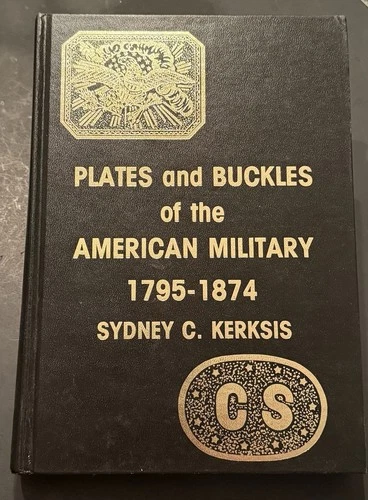 PLATES and BUCKLES
of the
AMERICAN MILITARY
1795-1874
SYDNEY C. KERKSIS
CS